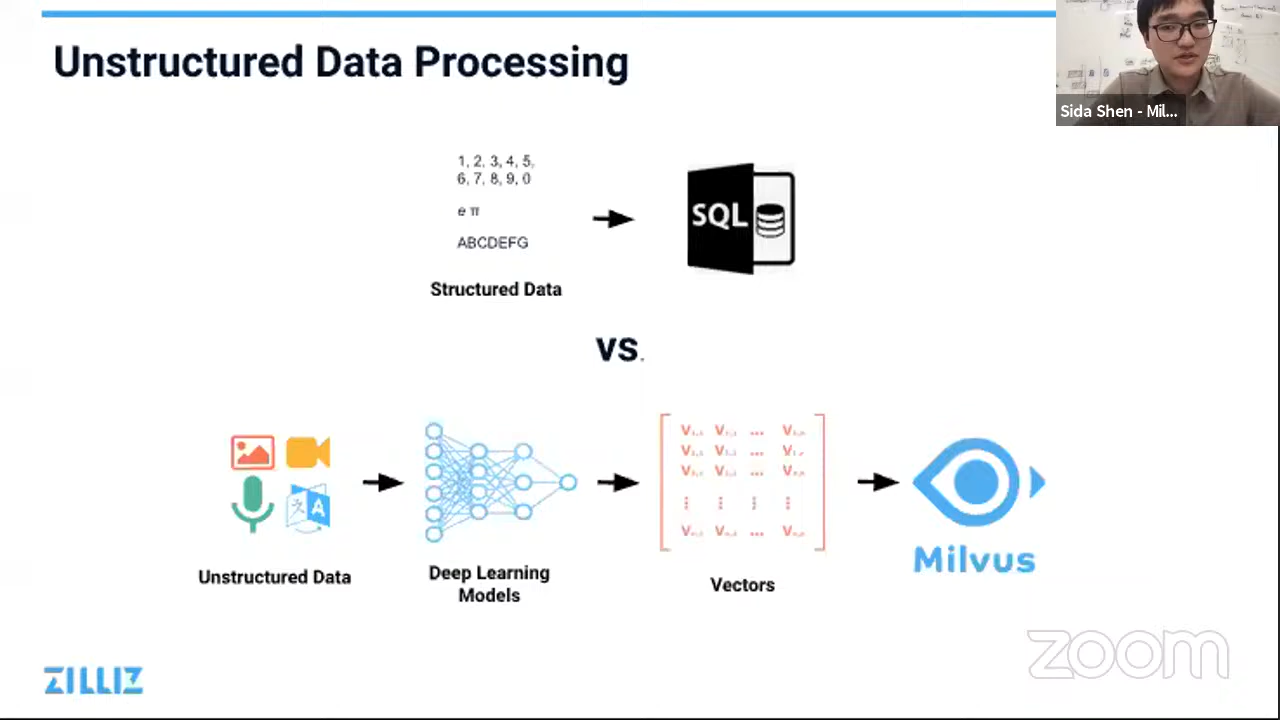 Unstructured Data Processing
Sida Shen - Mil...
1, 2, 3, 4, 5,
6, 7, 8, 9, 0
e π
ABCDEFG
SQL
Structured Data
VS.
文 A
Unstructured Data
Deep Learning
Models
Vectors
Milvus
ZILLIZ
zoom